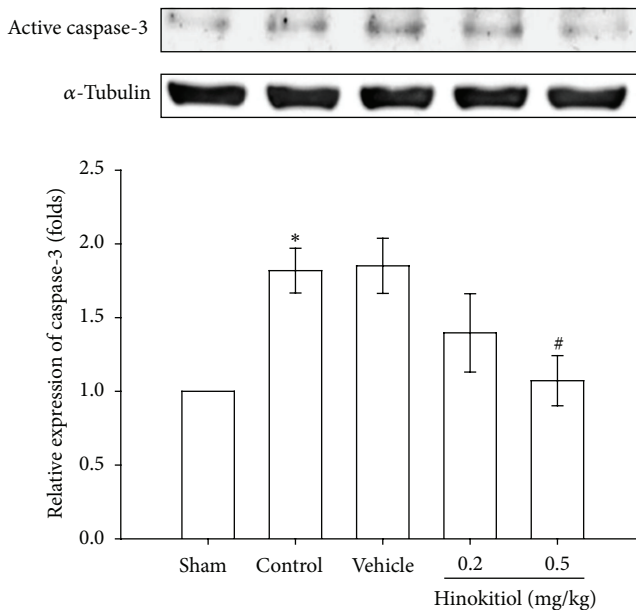 Active caspase-3
α-Tubulin
Relative expression of caspase-3 (folds)
2.5
2.0
1.5
1.0
0.5
0.0
*
#
Sham Control Vehicle 0.2 0.5
Hinokitiol (mg/kg)